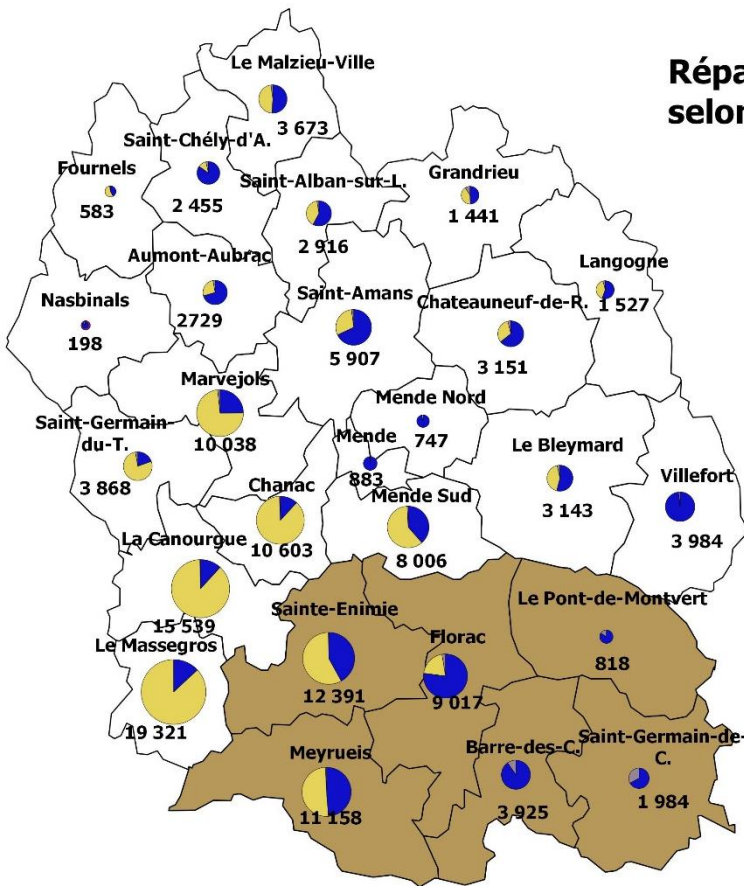 Le Malzieu-Ville
3 673
Répa
selon
Saint-Chély-d'A.
2 455
Fournels
583
Saint-Alban-sur-L.
2 916
Grandrieu
1 441
Aumont-Aubrac
2729
Langogne
1 527
Nasbinals
198
Saint-Amans
5 907
Chateauneuf-de-R.
3 151
Marvejols
10 038
Mende Nord
747
Saint-Germain
du-T.
3 868
Mende
883
Le Bleymard
3 143
Villefort
3 984
Chanac
10 603
Mende Sud
8 006
La Canourgue
15 539
Sainte-Enimie
12 391
Le Pont-de-Montvert
818
Florac
9 017
Le Massegros
19 321
Meyrueis
11 158
Barre-des-C.
3 925
Saint-Germain-de-
C.
1 984